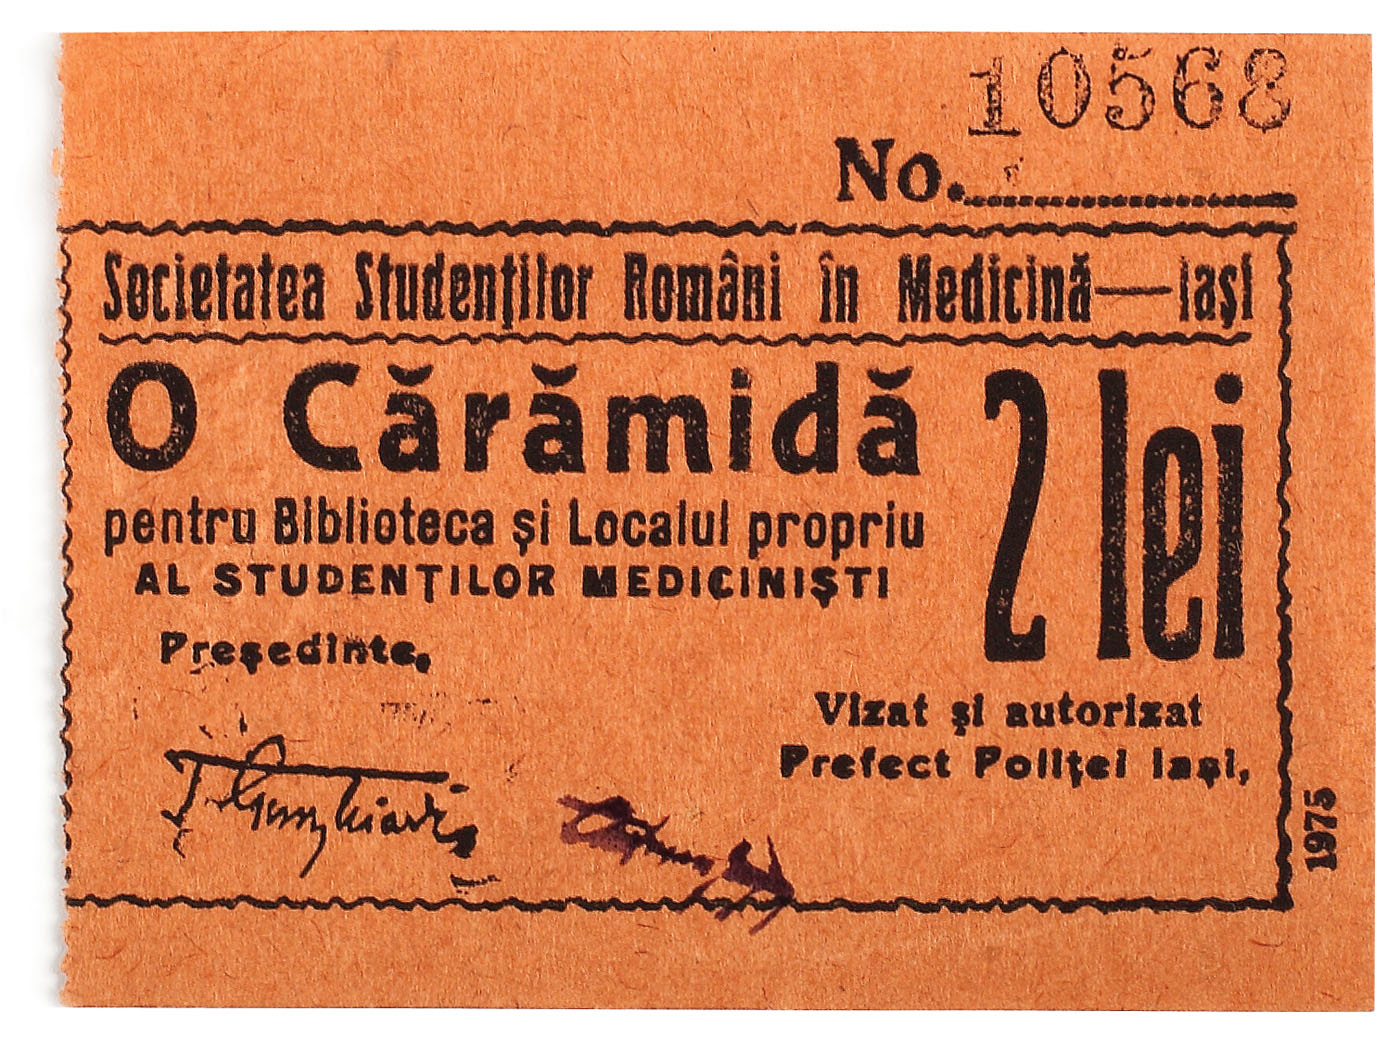 10568
No.
Societatea Studenţilor Români în Medicină—Iaşi
O Cărămidă
2 lei
pentru Biblioteca şi Localul propriu
AL STUDENŢILOR MEDICINIŞTI
Preşedinte,
Vizat şi autorizat
Prefect Poliţei Iaşi,
1975